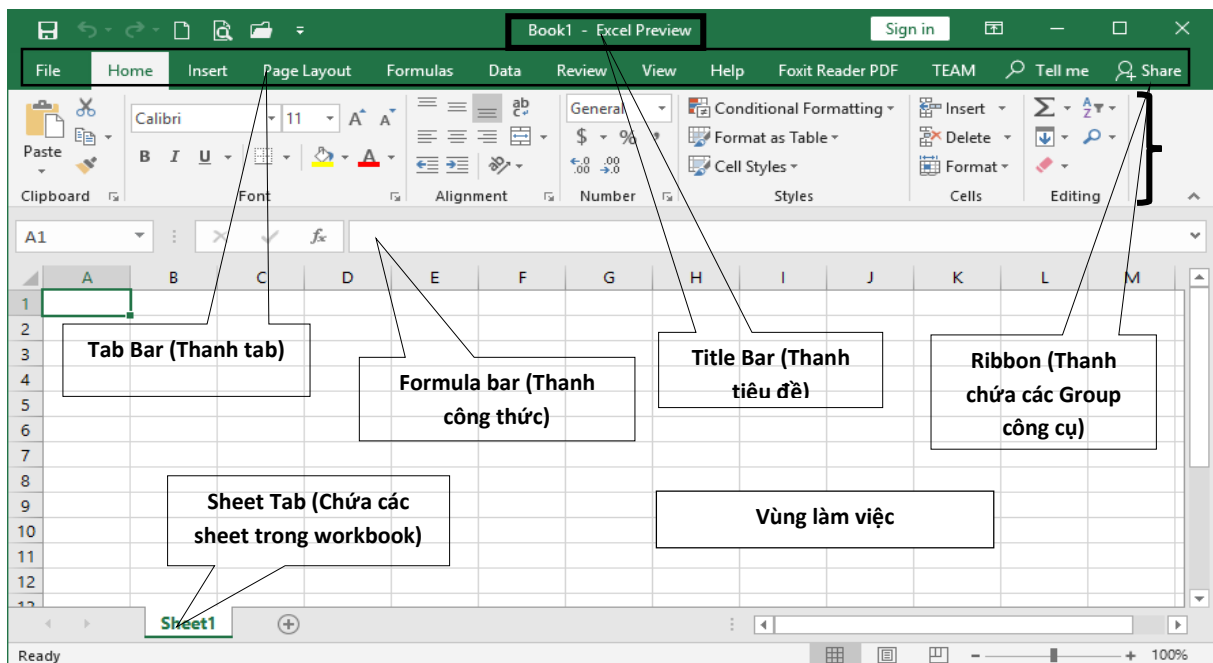 Book1 - Excel Preview
Sign in
File Home Insert Page Layout Formulas Data Review View Help Foxit Reader PDF TEAM Tell me Share
Paste
Calibri 11 A A
General
Conditional Formatting
Insert
B I U A
$ % ,
Format as Table
Delete
Cell Styles
Format
Clipboard Font Alignment Number Styles Cells Editing
A1 fx
A B C D E F G H I J K L M
1
2
3
4
5
6
7
8
9
10
11
12
13
Tab Bar (Thanh tab)
Formula bar (Thanh
công thức)
Title Bar (Thanh
tiêu đề)
Ribbon (Thanh
chứa các Group
công cụ)
Sheet Tab (Chứa các
sheet trong workbook)
Vùng làm việc
Sheet1
Ready 100%